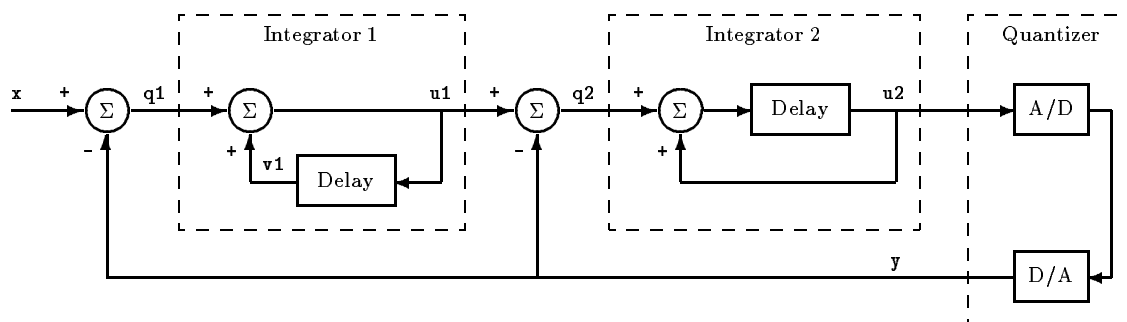 Integrator 1
Integrator 2
Quantizer
x + Σ q1 + Σ u1 + Σ q2 + Σ Delay u2 A/D
- + v1 Delay - +
y D/A